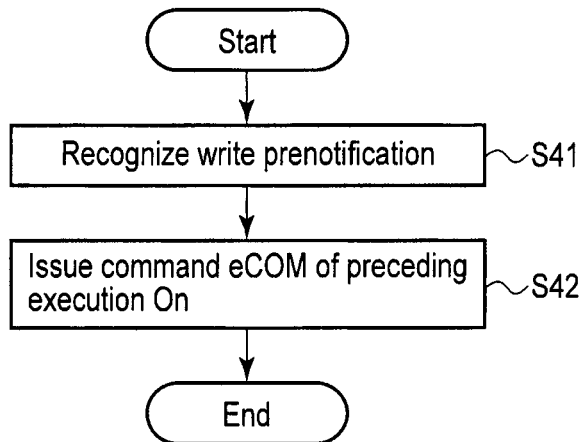 Start
Recognize write prenotification
S41
Issue command eCOM of preceding
execution On
S42
End